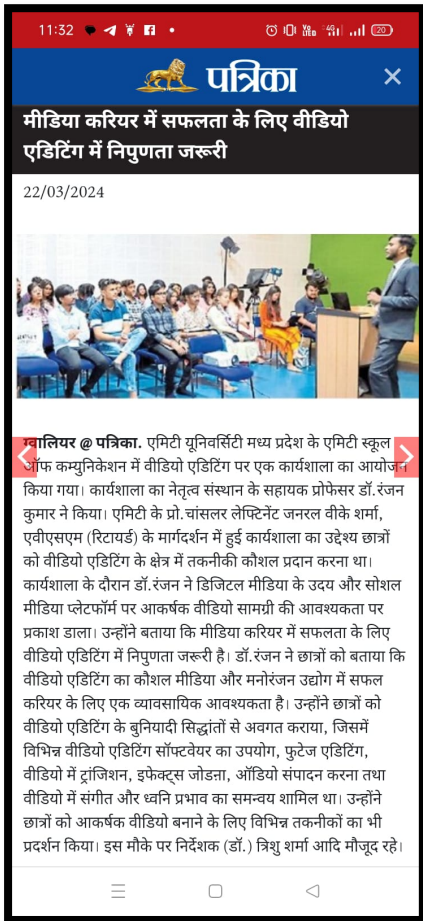 11:32
20
पत्रिका
मीडिया करियर में सफलता के लिए वीडियो
एडिटिंग में निपुणता जरूरी
22/03/2024
ग्वालियर @ पत्रिका. एमिटी यूनिवर्सिटी मध्य प्रदेश के एमिटी स्कूल
ऑफ कम्युनिकेशन में वीडियो एडिटिंग पर एक कार्यशाला का आयोजन
किया गया। कार्यशाला का नेतृत्व संस्थान के सहायक प्रोफेसर डॉ.रंजन
कुमार ने किया। एमिटी के प्रो.चांसलर लेफ्टिनेंट जनरल वीके शर्मा,
एवीएसएम (रिटायर्ड) के मार्गदर्शन में हुई कार्यशाला का उद्देश्य छात्रों
को वीडियो एडिटिंग के क्षेत्र में तकनीकी कौशल प्रदान करना था।
कार्यशाला के दौरान डॉ.रंजन ने डिजिटल मीडिया के उदय और सोशल
मीडिया प्लेटफॉर्म पर आकर्षक वीडियो सामग्री की आवश्यकता पर
प्रकाश डाला। उन्होंने बताया कि मीडिया करियर में सफलता के लिए
वीडियो एडिटिंग में निपुणता जरूरी है। डॉ.रंजन ने छात्रों को बताया कि
वीडियो एडिटिंग का कौशल मीडिया और मनोरंजन उद्योग में सफल
करियर के लिए एक व्यावसायिक आवश्यकता है। उन्होंने छात्रों को
वीडियो एडिटिंग के बुनियादी सिद्धांतों से अवगत कराया, जिसमें
विभिन्न वीडियो एडिटिंग सॉफ्टवेयर का उपयोग, फुटेज एडिटिंग,
वीडियो में ट्रांजिशन, इफेक्ट्स जोडऩा, ऑडियो संपादन करना तथा
वीडियो में संगीत और ध्वनि प्रभाव का समन्वय शामिल था। उन्होंने
छात्रों को आकर्षक वीडियो बनाने के लिए विभिन्न तकनीकों का भी
प्रदर्शन किया। इस मौके पर निर्देशक (डॉ.) त्रिशु शर्मा आदि मौजूद रहे।